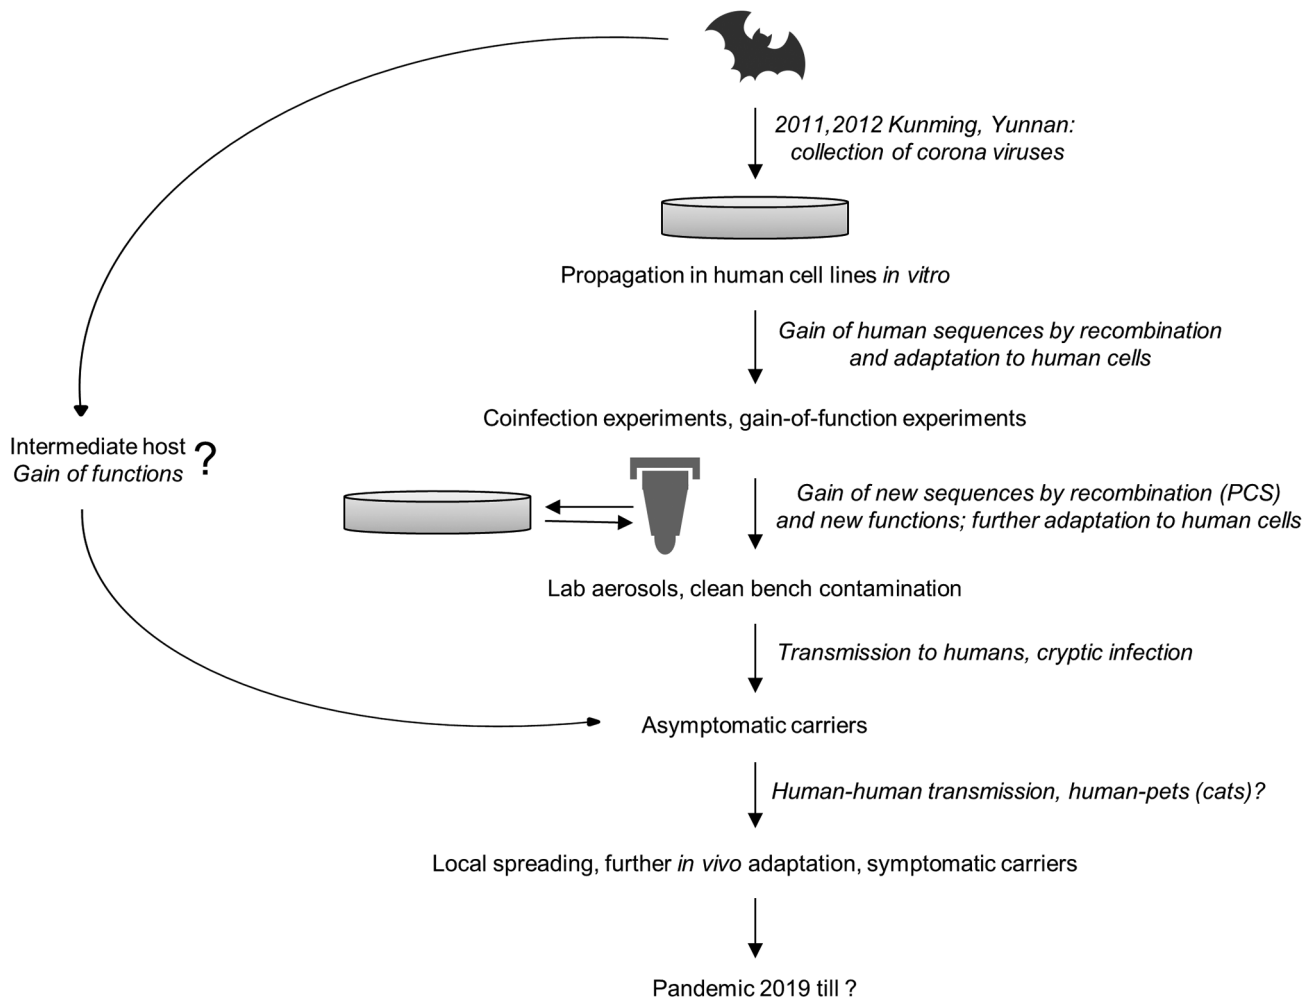 2011,2012 Kunming, Yunnan:
collection of corona viruses
Propagation in human cell lines in vitro
Gain of human sequences by recombination
and adaptation to human cells
Coinfection experiments, gain-of-function experiments
Intermediate host
Gain of functions
?
Gain of new sequences by recombination (PCS)
and new functions; further adaptation to human cells
Lab aerosols, clean bench contamination
Transmission to humans, cryptic infection
Asymptomatic carriers
Human-human transmission, human-pets (cats)?
Local spreading, further in vivo adaptation, symptomatic carriers
Pandemic 2019 till ?